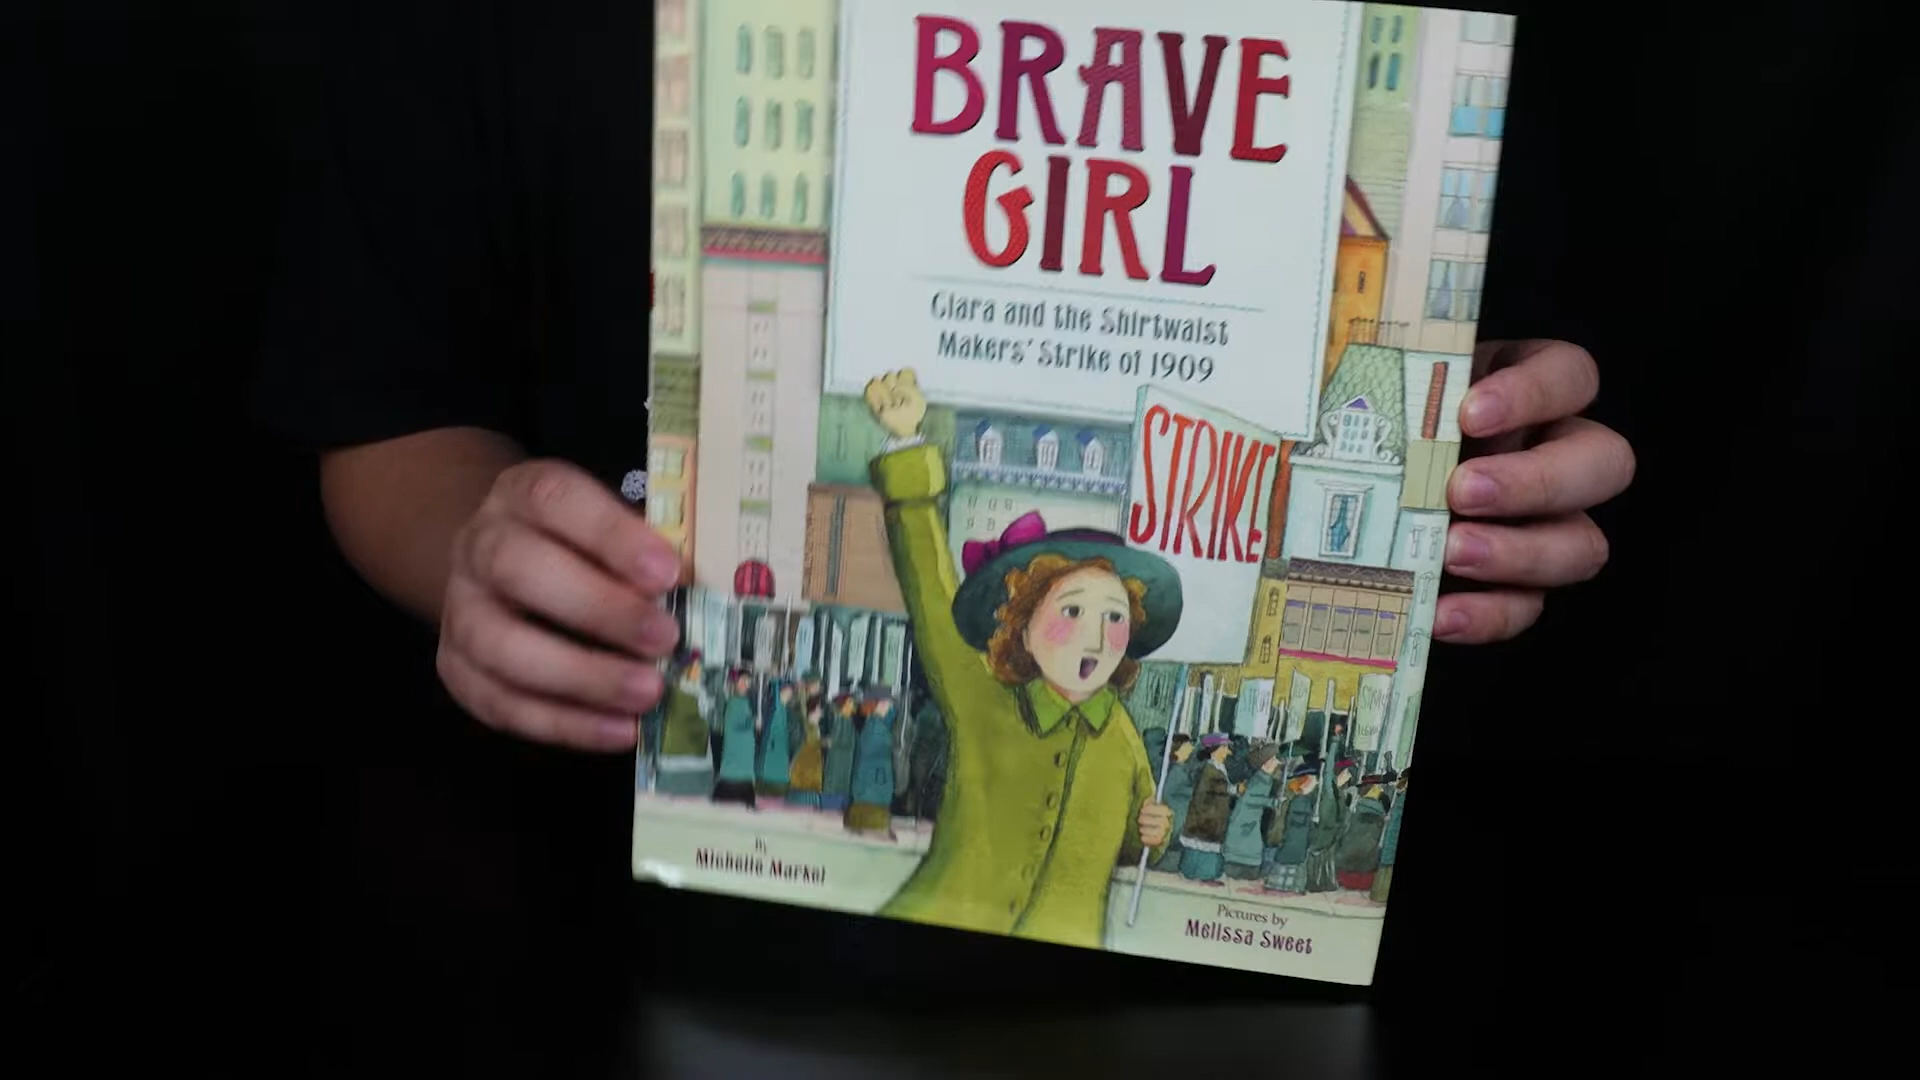 BRAVE
GIRL
Clara and the Shirtwaist
Makers' Strike of 1909
STRIKE
By
Michelle Markel
Pictures by
Melissa Sweet